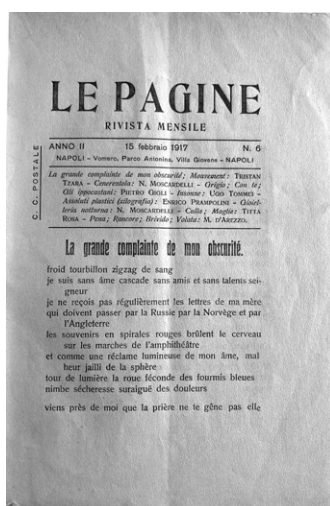 LE PAGINE
RIVISTA MENSILE
C. C. POSTALE
ANNO II 15 febbraio 1917 N. 6
NAPOLI – Vomero, Parco Antonina, Villa Giovene – NAPOLI
La grande complainte de mon obscurité; Mouvement: TRISTAN
TZARA - Cenerentola: N. MOSCARDELLI - Grigio; Con te;
Gli ippocastani: PIETRO GIOLI - Insonne: UGO TOMMEI -
Assoluti plastici (silografia): ENRICO PRAMPOLINI - Gioiel-
leria notturna: N. MOSCARDELLI - Culla; Moglie: TITTA
ROSA - Pena; Rancore; Brivido; Volata: M. D'AREZZO.
La grande complainte de mon obscurité.
froid tourbillon zigzag de sang
je suis sans âme cascade sans amis et sans talents sei-
gneur
je ne reçois pas régulièrement les lettres de ma mère
qui doivent passer par la Russie par la Norvège et par
l'Angleterre
les souvenirs en spirales rouges brûlent le cerveau
sur les marches de l'amphithéâtre
et comme une réclame lumineuse de mon âme, mal
heur jailli de la sphère
tour de lumière la roue féconde des fourmis bleues
nimbe sécheresse suraiguë des douleurs
viens près de moi que la prière ne te gêne pas elle